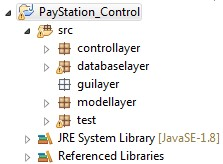 PayStation_Control
src
controllayer
databaselayer
guilayer
modellayer
test
JRE System Library [JavaSE-1.8]
Referenced Libraries